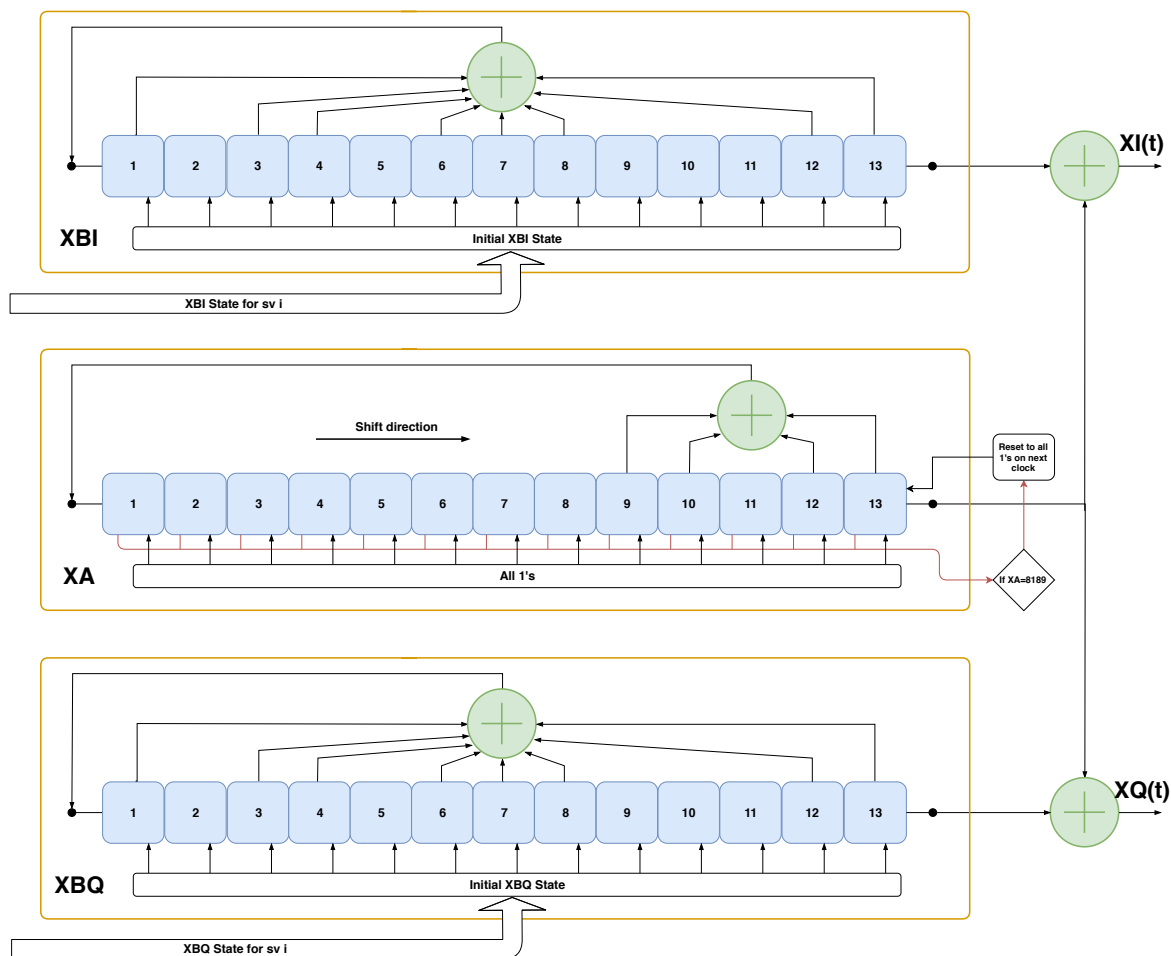 1 2 3 4 5 6 7 8 9 10 11 12 13
XI(t)
XBI
Initial XBI State
XBI State for sv i
Shift direction
Reset to all
1's on next
clock
1 2 3 4 5 6 7 8 9 10 11 12 13
XA
All 1's
If XA=8189
1 2 3 4 5 6 7 8 9 10 11 12 13
XQ(t)
XBQ
Initial XBQ State
XBQ State for sv i